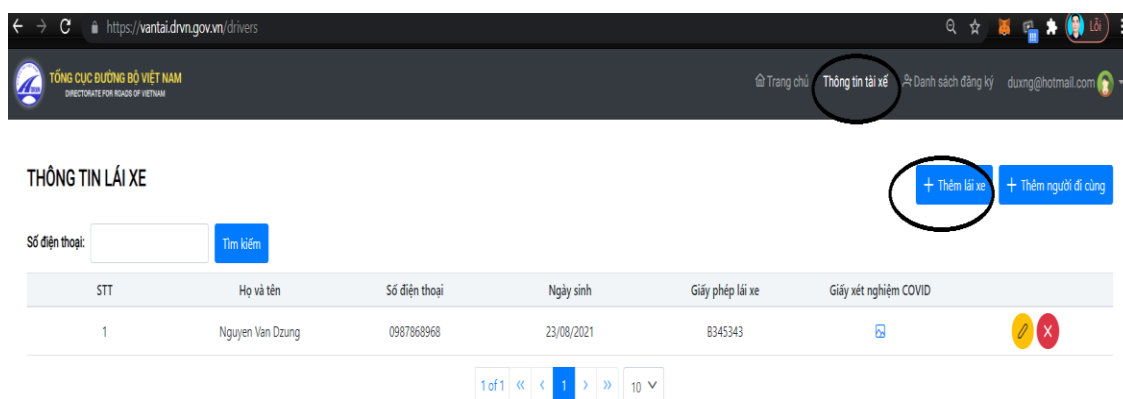 https://vantai.drvn.gov.vn/drivers
Lỗi
TỔNG CỤC ĐƯỜNG BỘ VIỆT NAM
DIRECTORATE FOR ROADS OF VIETNAM
Trang chủ Thông tin tài xế Danh sách đăng ký duxng@hotmail.com
THÔNG TIN LÁI XE
+ Thêm lái xe + Thêm người đi cùng
Số điện thoại: Tìm kiếm
STT Họ và tên Số điện thoại Ngày sinh Giấy phép lái xe Giấy xét nghiệm COVID
1 Nguyen Van Dzung 0987868968 23/08/2021 B345343
1 of 1 « ‹ 1 › » 10